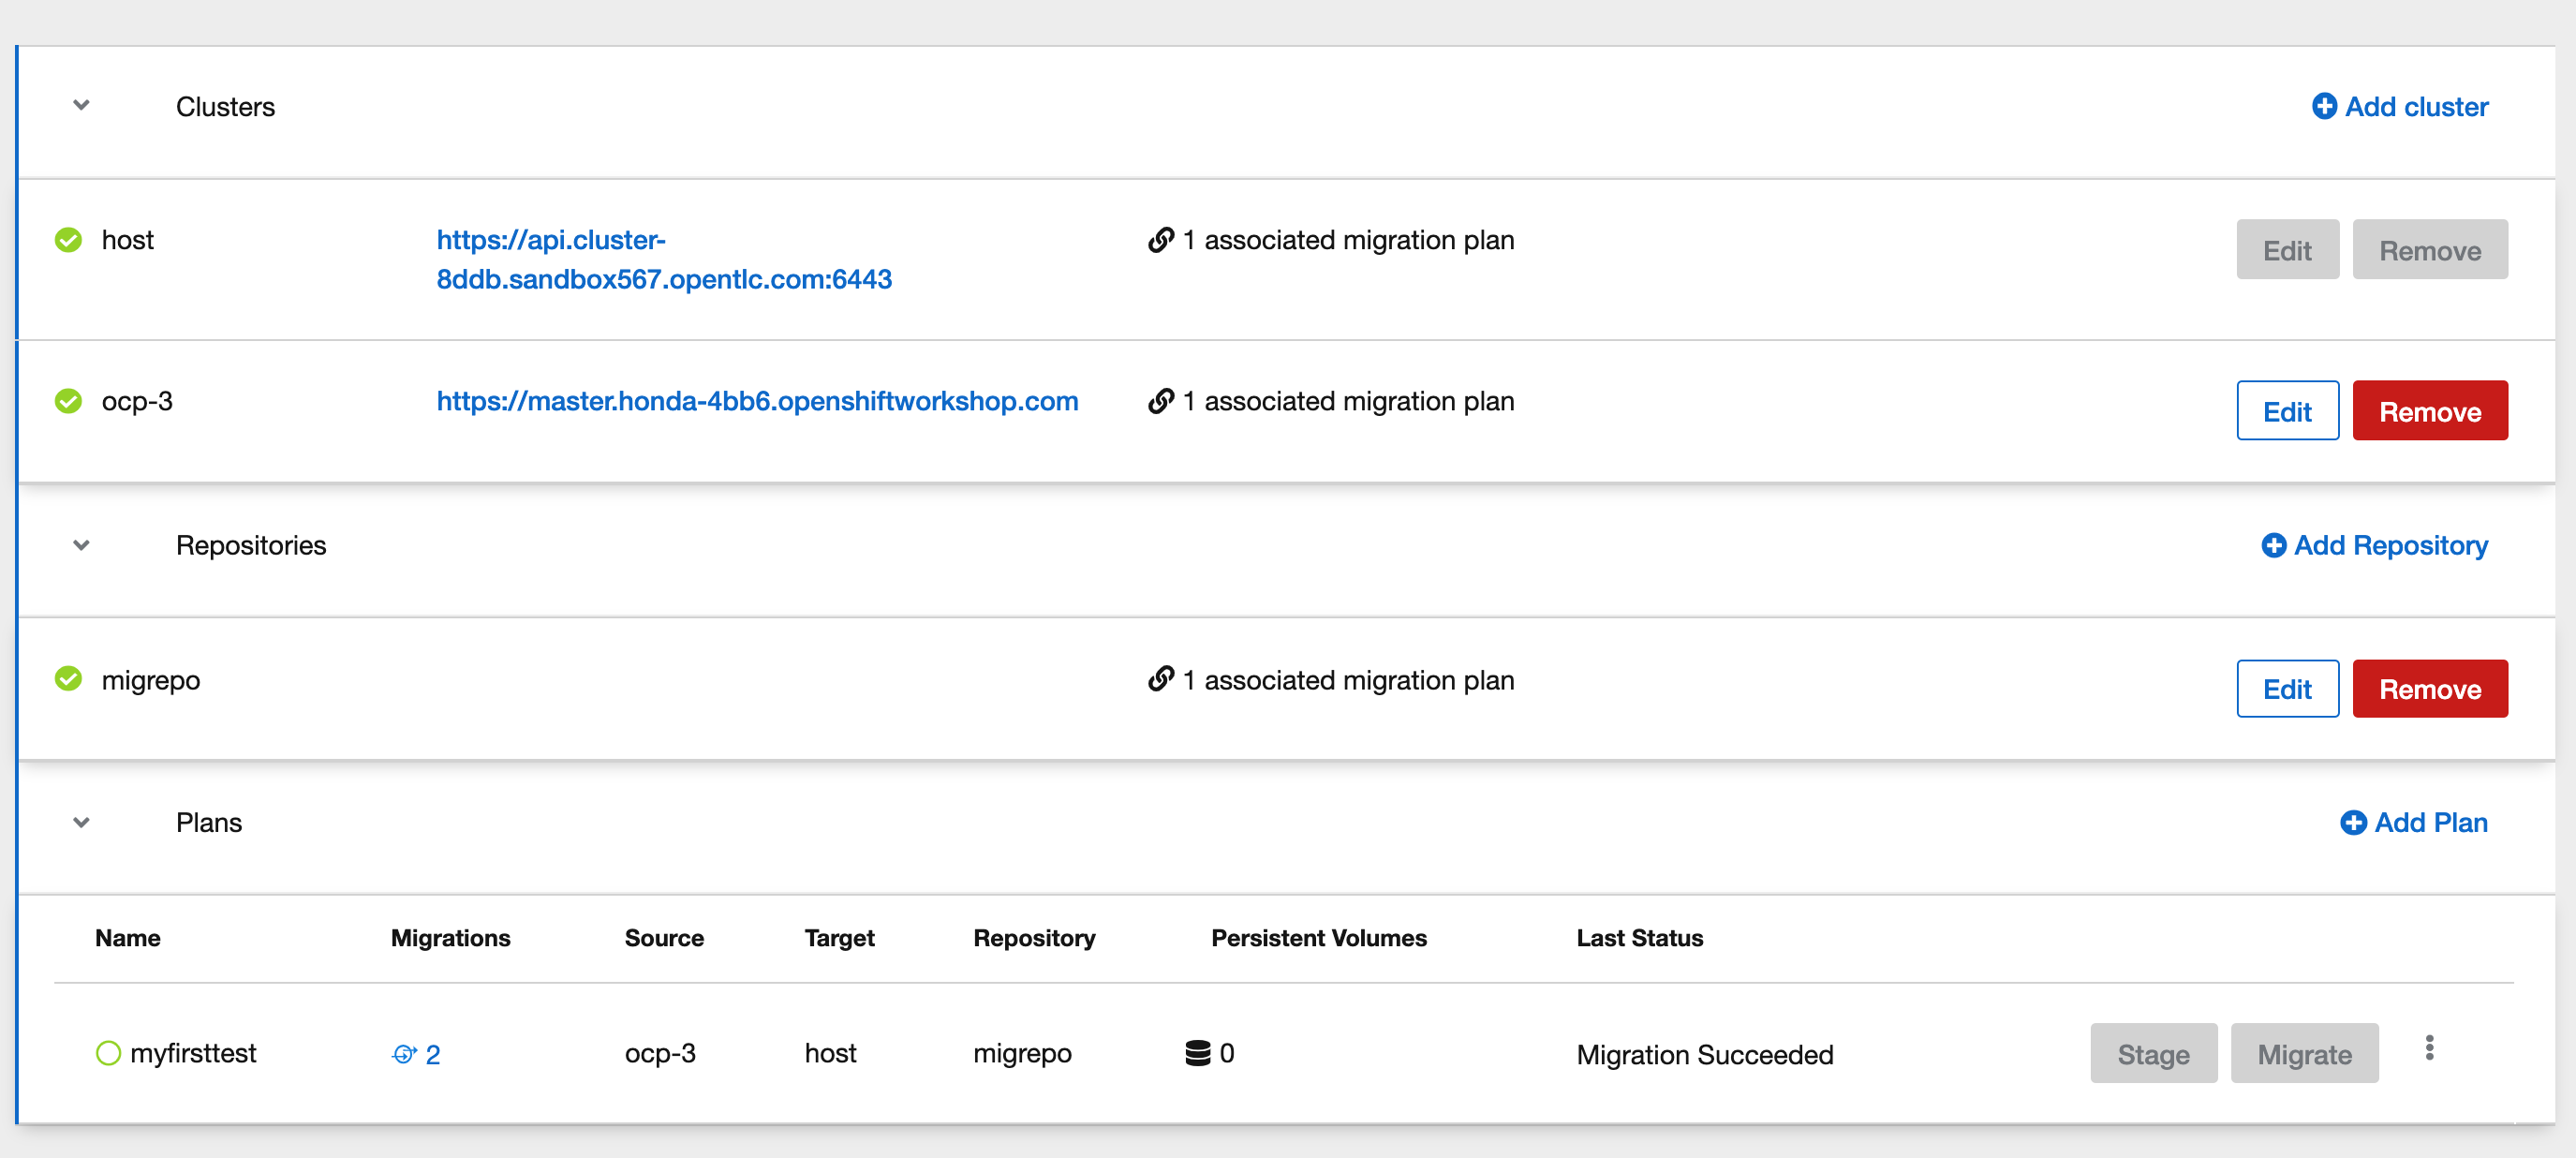 Clusters
Add cluster
host
https://api.cluster-
8ddb.sandbox567.opentlc.com:6443
1 associated migration plan
Edit
Remove
ocp-3
https://master.honda-4bb6.openshiftworkshop.com
1 associated migration plan
Edit
Remove
Repositories
Add Repository
migrepo
1 associated migration plan
Edit
Remove
Plans
Add Plan
Name Migrations Source Target Repository Persistent Volumes Last Status
myfirsttest 2 ocp-3 host migrepo 0 Migration Succeeded Stage Migrate